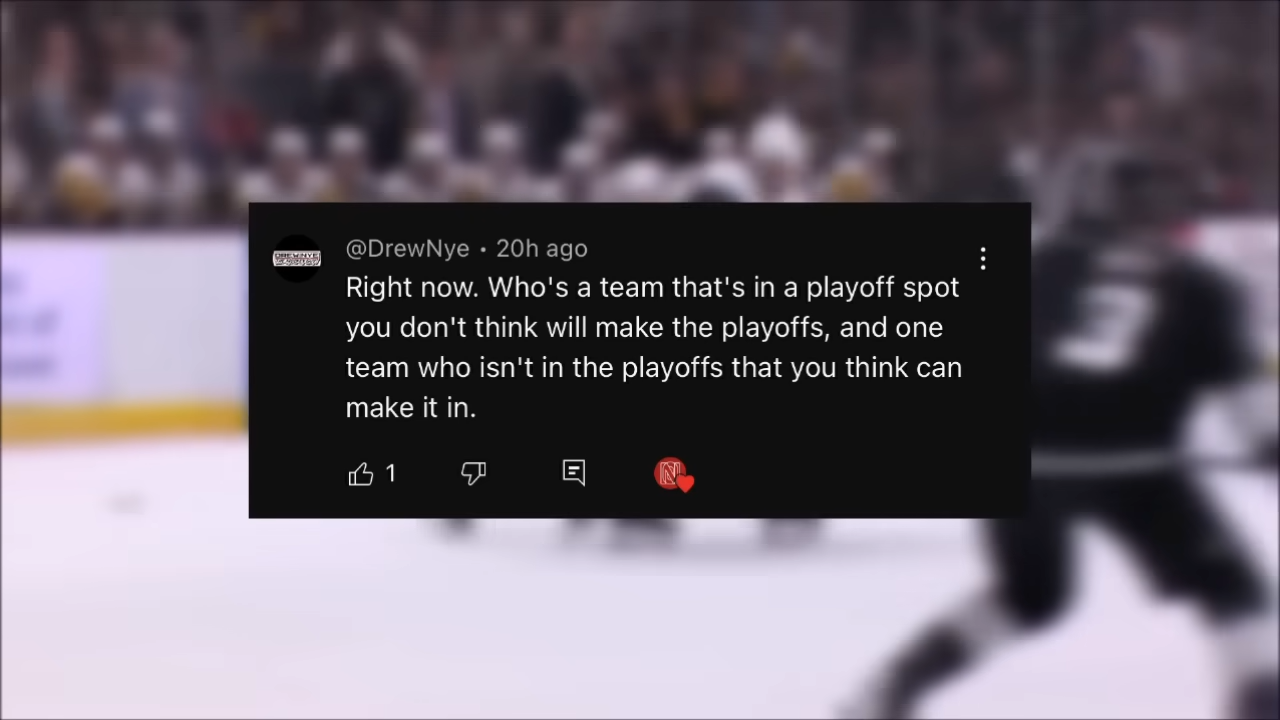 @DrewNye • 20h ago
Right now. Who's a team that's in a playoff spot
you don't think will make the playoffs, and one
team who isn't in the playoffs that you think can
make it in.
1
3